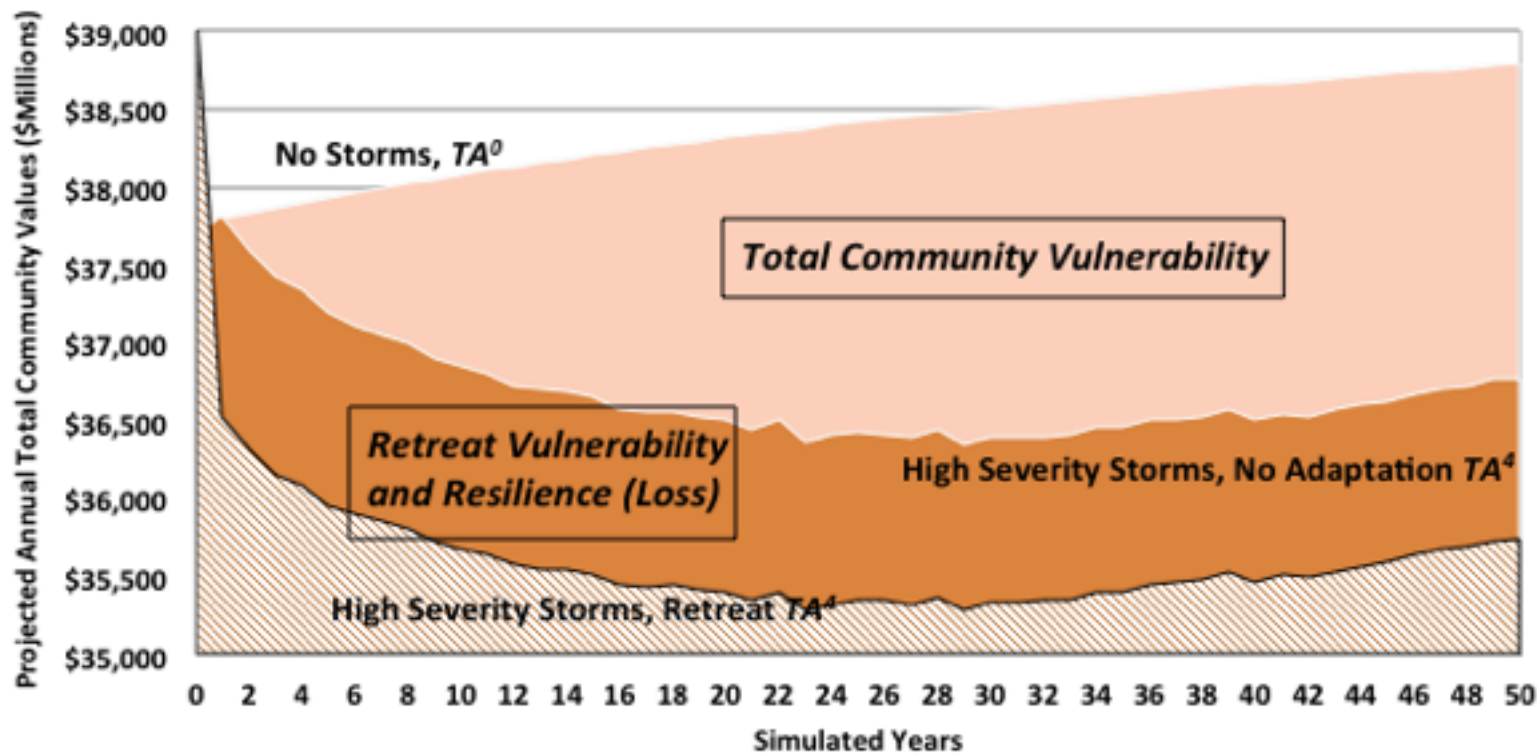 Projected Annual Total Community Values ($Millions)
$39,000
$38,500
$38,000
$37,500
$37,000
$36,500
$36,000
$35,500
$35,000
No Storms, TA⁰
Total Community Vulnerability
Retreat Vulnerability
and Resilience (Loss)
High Severity Storms, No Adaptation TA⁴
High Severity Storms, Retreat TA⁴
0 2 4 6 8 10 12 14 16 18 20 22 24 26 28 30 32 34 36 38 40 42 44 46 48 50
Simulated Years